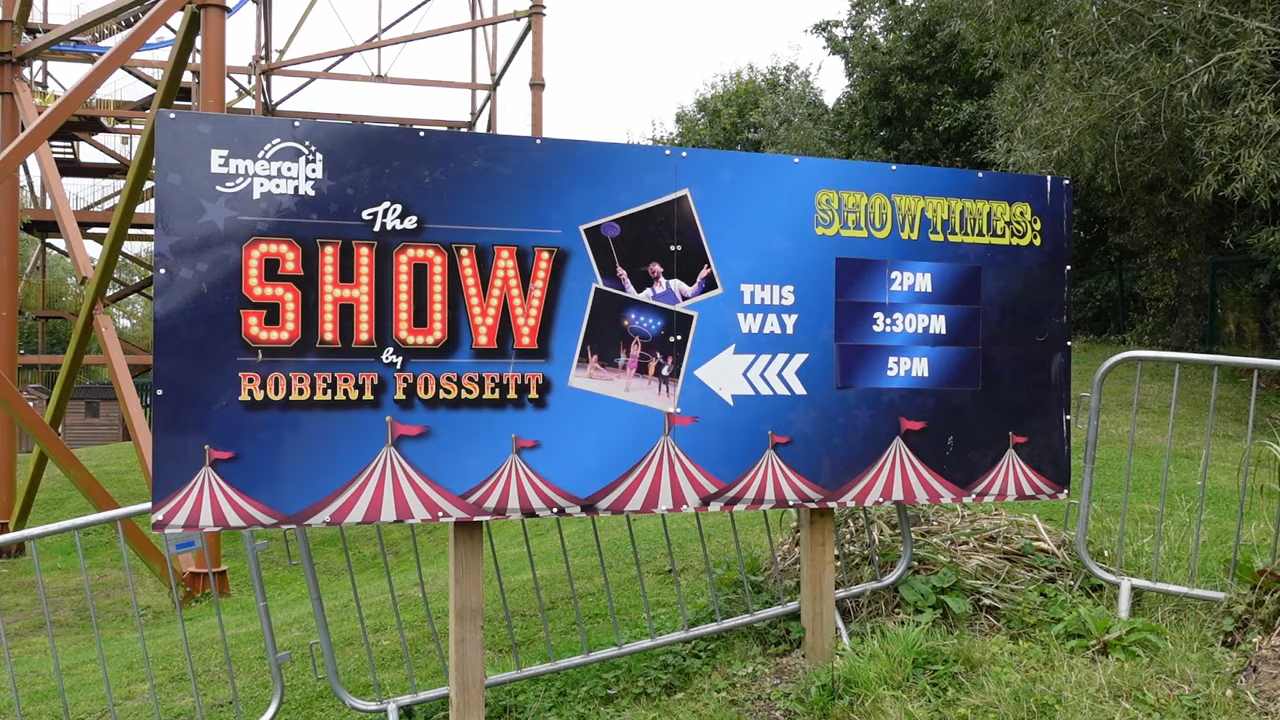 Emerald
park
The
SHOW
by
ROBERT FOSSETT
THIS
WAY
SHOWTIMES:
2PM
3:30PM
5PM